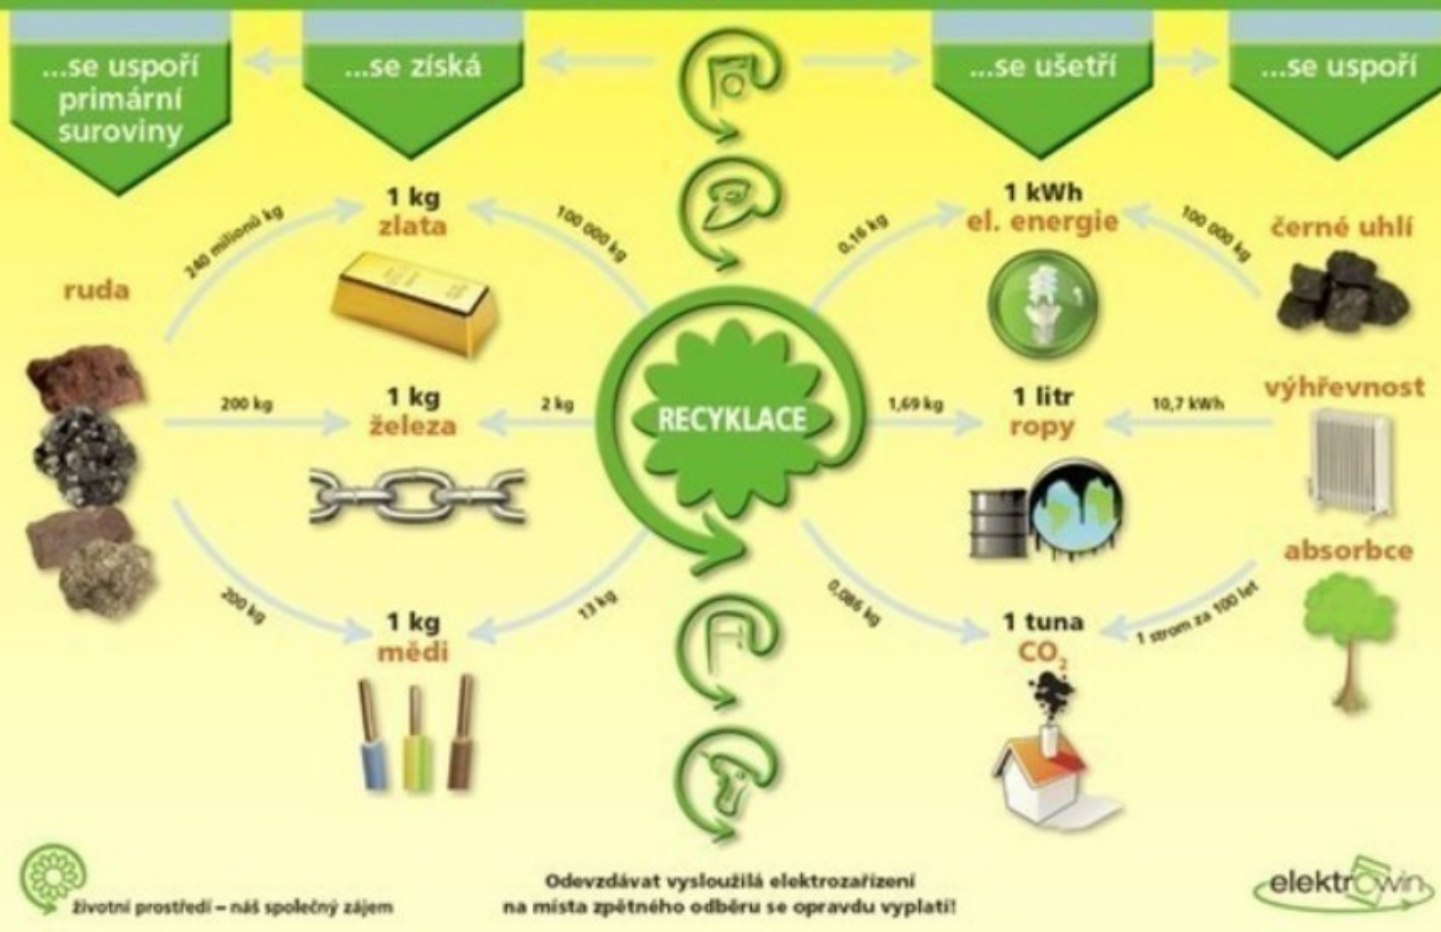 ...se uspoří
primární
suroviny
...se získá
...se ušetří
...se uspoří
ruda
240 milionů kg
1 kg
zlata
100 000 kg
200 kg
1 kg
železa
2 kg
200 kg
1 kg
mědi
13 kg
RECYKLACE
0,16 kg
1 kWh
el. energie
100 000 kg
černé uhlí
1,69 kg
1 litr
ropy
10,7 kWh
výhřevnost
0,086 kg
1 tuna
CO₂
1 strom za 100 let
absorbce
životní prostředí – náš společný zájem
Odevzdávat vysloužilá elektrozařízení
na místa zpětného odběru se opravdu vyplatí!
elektrowin